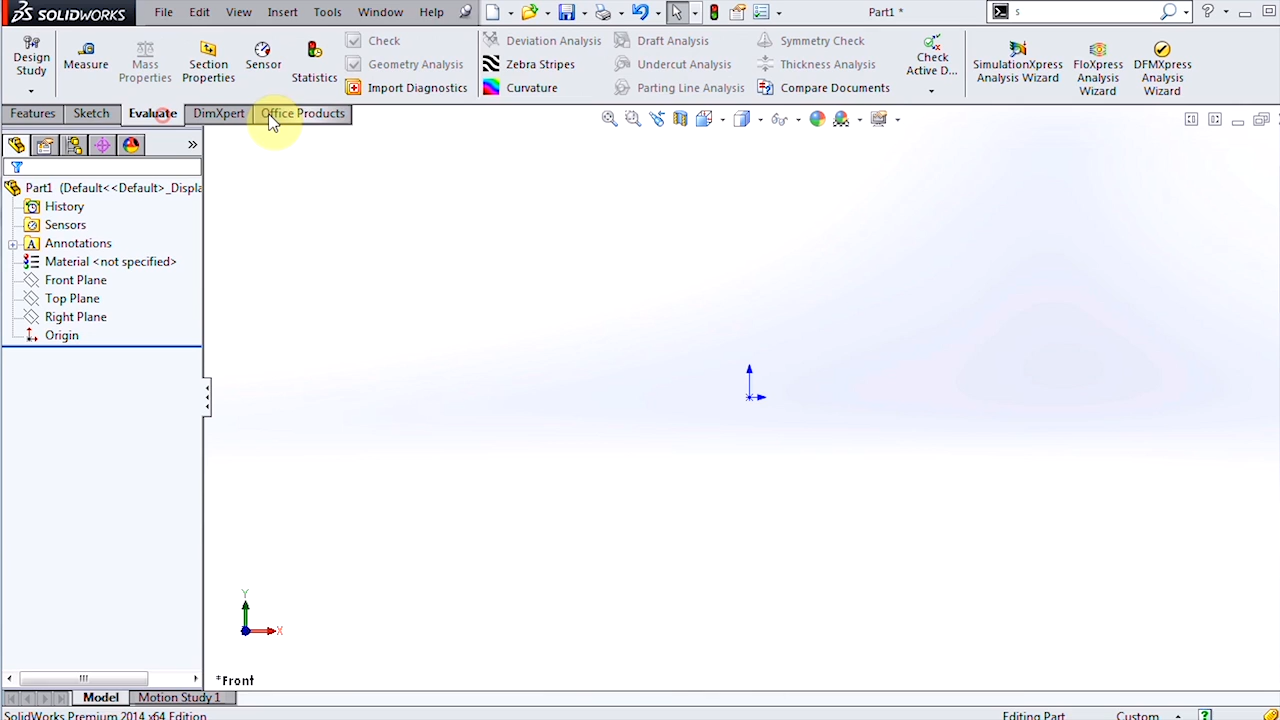 SOLIDWORKS File Edit View Insert Tools Window Help Part1 * s
Design Study
Measure
Mass Properties
Section Properties
Sensor
Statistics
Check
Geometry Analysis
Import Diagnostics
Deviation Analysis
Zebra Stripes
Curvature
Draft Analysis
Undercut Analysis
Parting Line Analysis
Symmetry Check
Thickness Analysis
Compare Documents
Check Active D...
SimulationXpress Analysis Wizard
FloXpress Analysis Wizard
DFMXpress Analysis Wizard
Features Sketch Evaluate DimXpert Office Products
Part1 (Default<<Default>_Displa
History
Sensors
A Annotations
Material <not specified>
Front Plane
Top Plane
Right Plane
Origin
Y
X
*Front
Model Motion Study 1
SolidWorks Premium 2014 x64 Edition Editing Part Custom ?